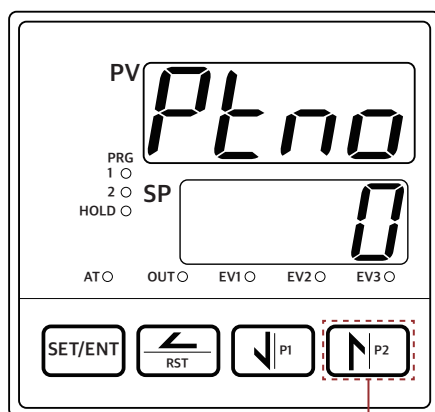 PV Ptno
PRG
1
2 SP 0
HOLD
AT OUT EV1 EV2 EV3
SET/ENT RST P1 P2